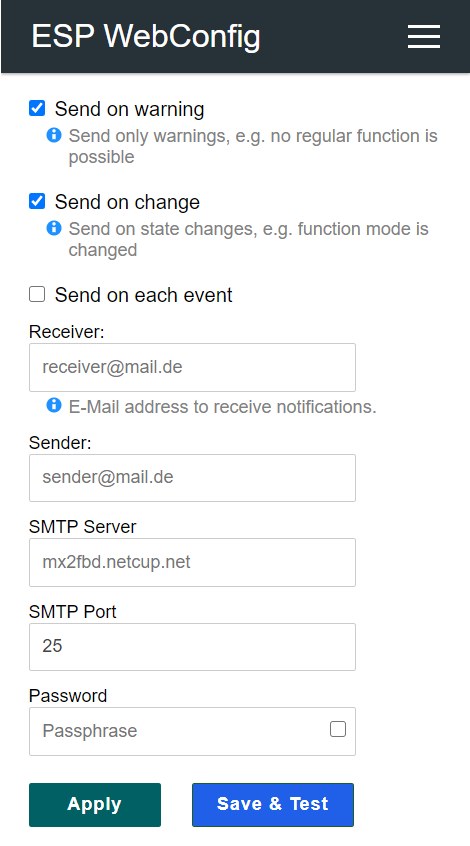 ESP WebConfig
Send on warning
Send only warnings, e.g. no regular function is
possible
Send on change
Send on state changes, e.g. function mode is
changed
Send on each event
Receiver:
receiver@mail.de
E-Mail address to receive notifications.
Sender:
sender@mail.de
SMTP Server
mx2fbd.netcup.net
SMTP Port
25
Password
Passphrase
Apply
Save & Test